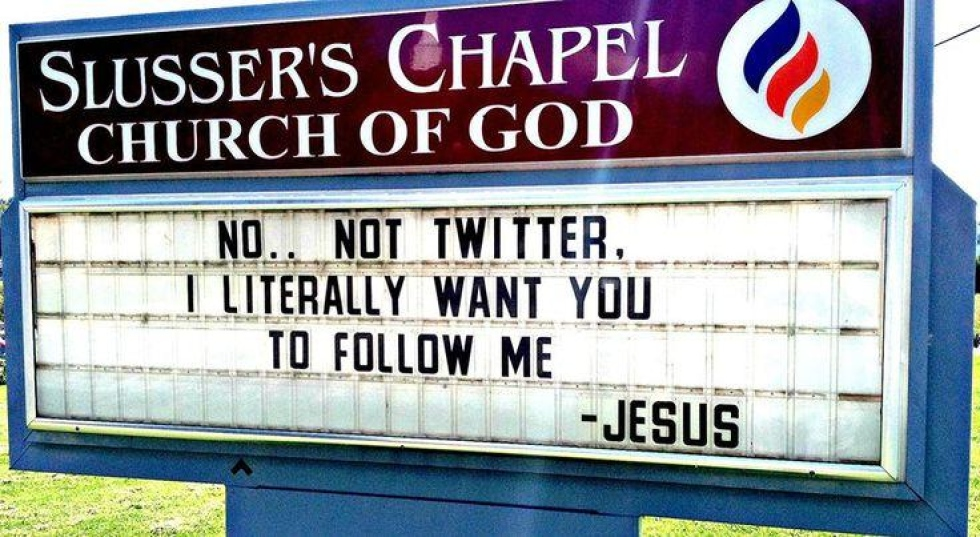 SLUSSER'S CHAPEL
CHURCH OF GOD
NO.. NOT TWITTER,
I LITERALLY WANT YOU
TO FOLLOW ME
-JESUS